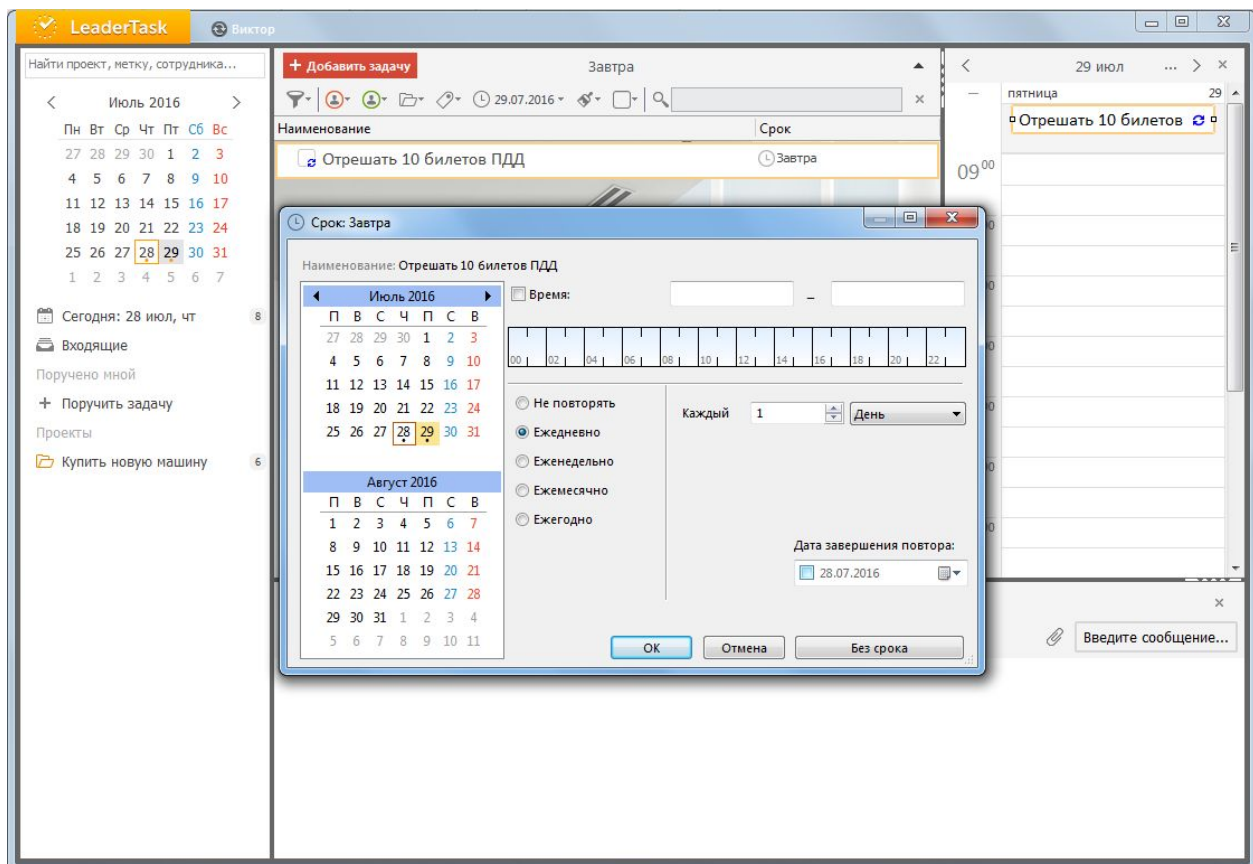 LeaderTask
Виктор
Найти проект, метку, сотрудника...
Июль 2016
Пн Вт Ср Чт Пт Сб Вс
27 28 29 30 1 2 3
4 5 6 7 8 9 10
11 12 13 14 15 16 17
18 19 20 21 22 23 24
25 26 27 28 29 30 31
1 2 3 4 5 6 7
Сегодня: 28 июл, чт 8
Входящие
Поручено мной
+ Поручить задачу
Проекты
Купить новую машину 6
+ Добавить задачу
Завтра
29.07.2016
Наименование Срок
Отрешать 10 билетов ПДД Завтра
29 июл ...
пятница 29
Отрешать 10 билетов
09 00
Срок: Завтра
Наименование: Отрешать 10 билетов ПДД
Июль 2016
П В С Ч П С В
27 28 29 30 1 2 3
4 5 6 7 8 9 10
11 12 13 14 15 16 17
18 19 20 21 22 23 24
25 26 27 28 29 30 31
Август 2016
П В С Ч П С В
1 2 3 4 5 6 7
8 9 10 11 12 13 14
15 16 17 18 19 20 21
22 23 24 25 26 27 28
29 30 31 1 2 3 4
5 6 7 8 9 10 11
Время: –
00 02 04 06 08 10 12 14 16 18 20 22
Не повторять
Ежедневно
Еженедельно
Ежемесячно
Ежегодно
Каждый 1 День
Дата завершения повтора:
28.07.2016
ОК Отмена Без срока
Введите сообщение...